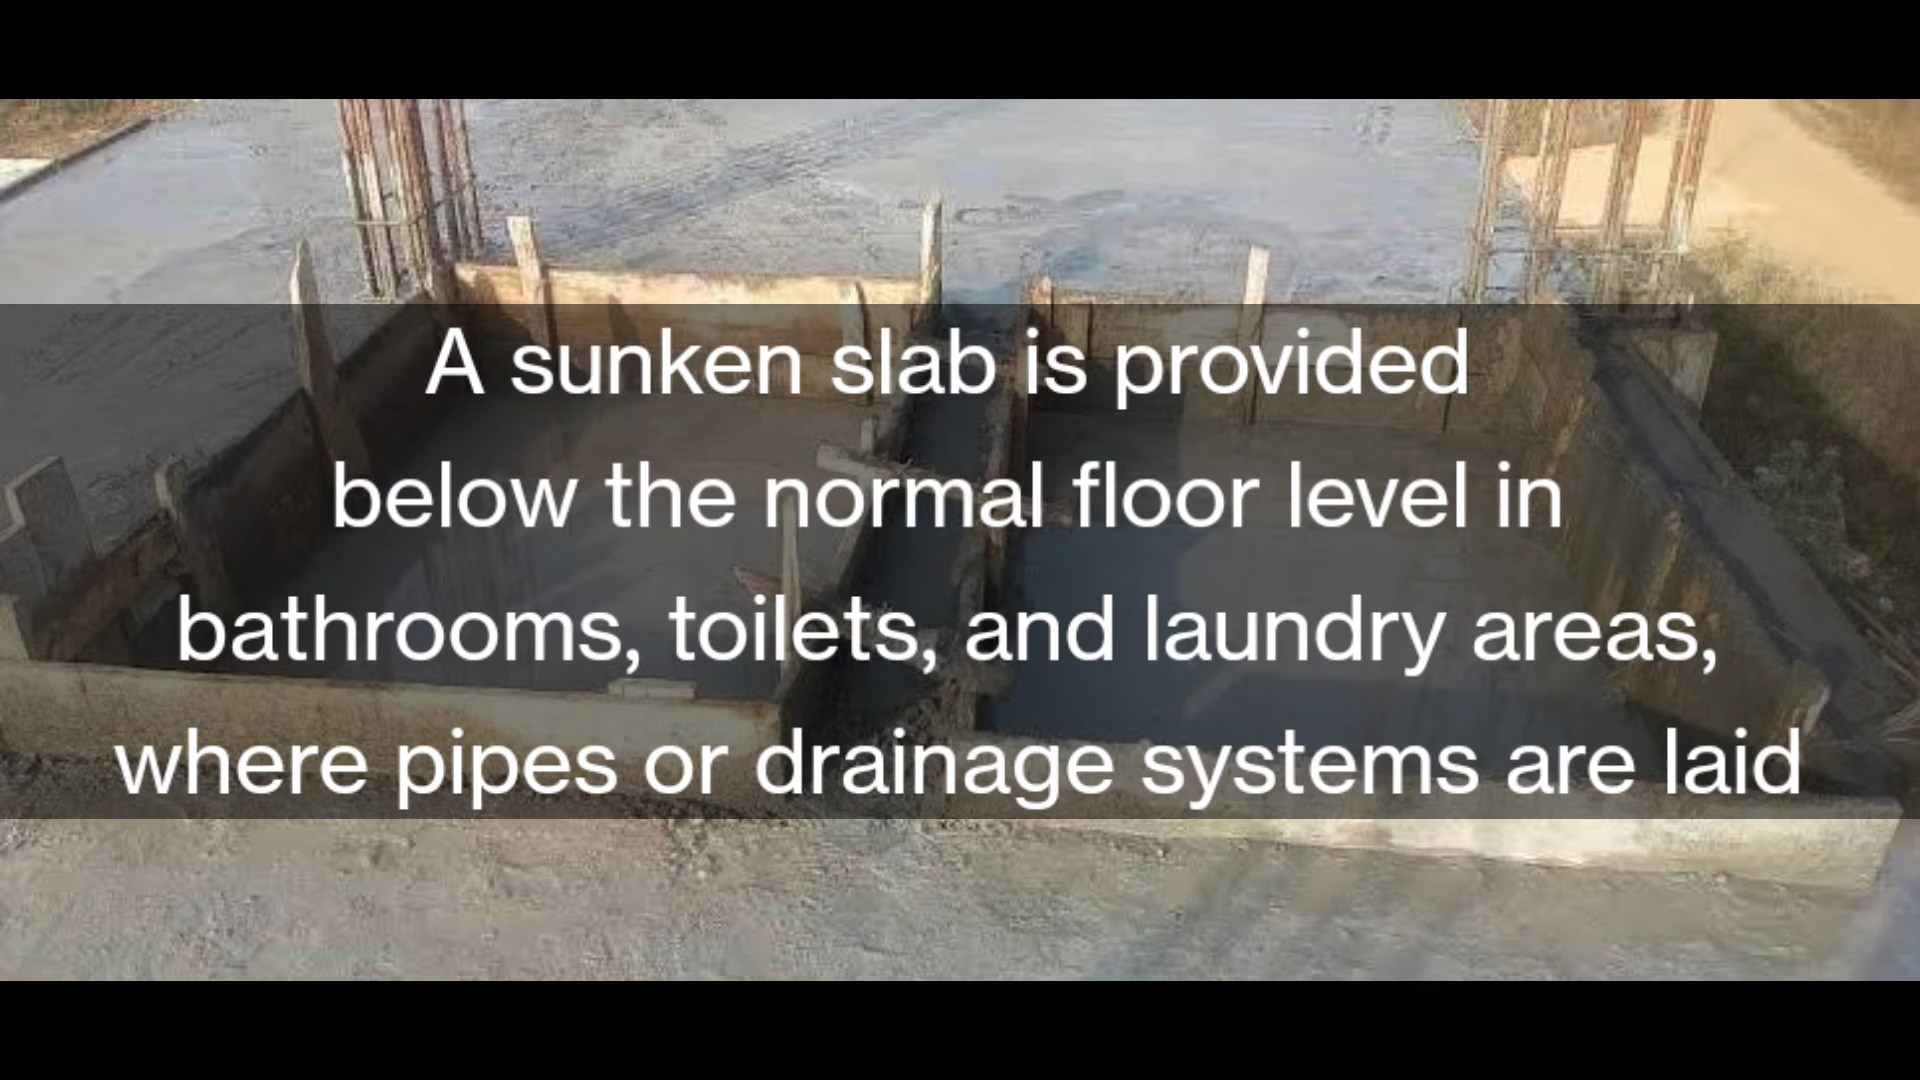 A sunken slab is provided
below the normal floor level in
bathrooms, toilets, and laundry areas,
where pipes or drainage systems are laid